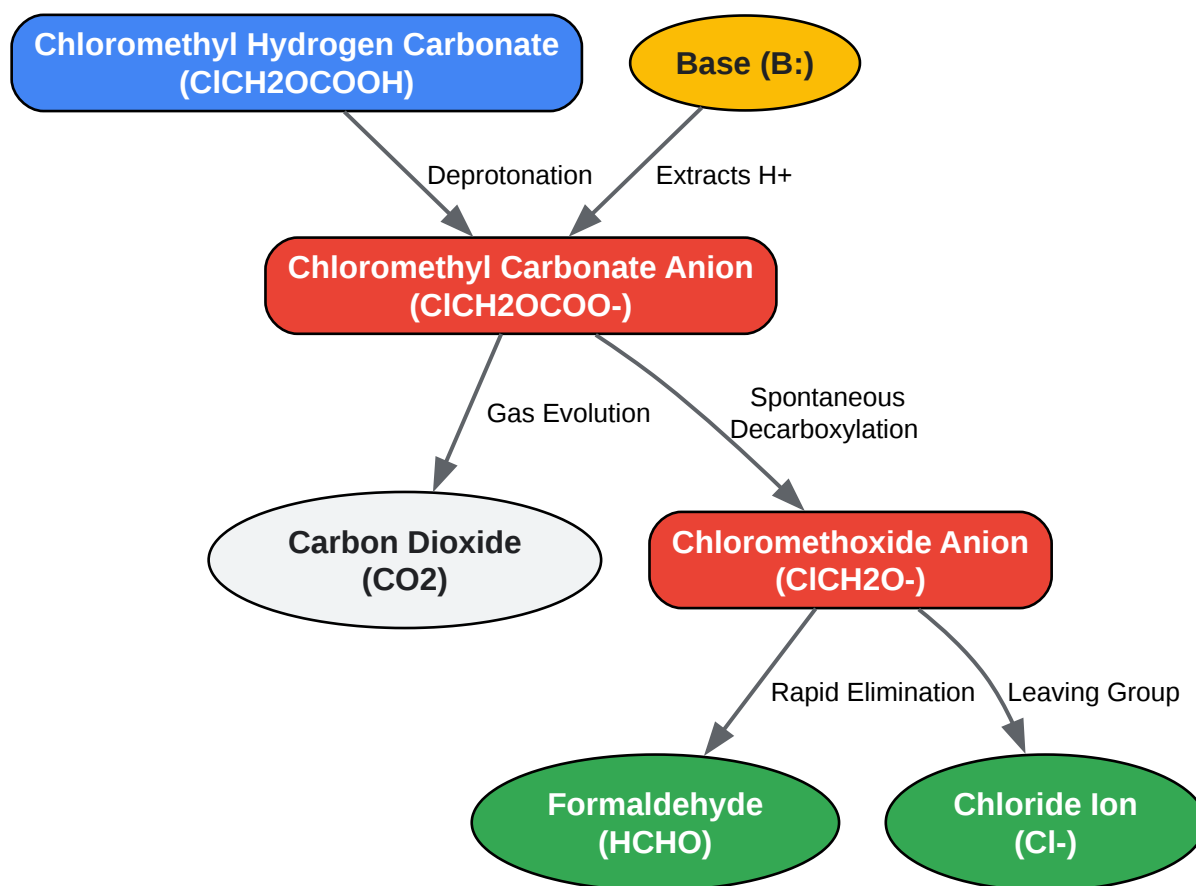 Chloromethyl Hydrogen Carbonate
(ClCH2OCOOH)
Base (B:)
Deprotonation
Extracts H+
Chloromethyl Carbonate Anion
(ClCH2OCOO-)
Gas Evolution
Spontaneous
Decarboxylation
Carbon Dioxide
(CO2)
Chloromethoxide Anion
(ClCH2O-)
Rapid Elimination
Leaving Group
Formaldehyde
(HCHO)
Chloride Ion
(Cl-)